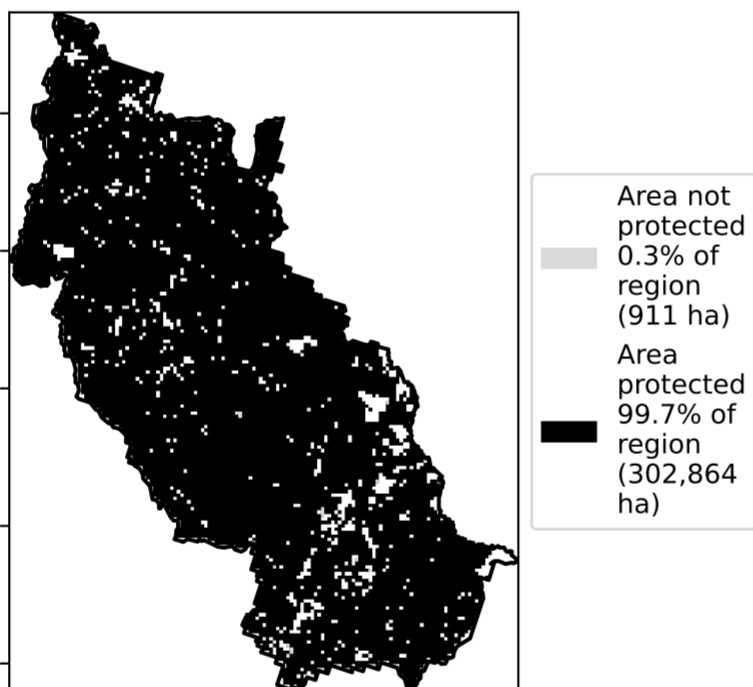 Area not
protected
0.3% of
region
(911 ha)
Area
protected
99.7% of
region
(302,864
ha)